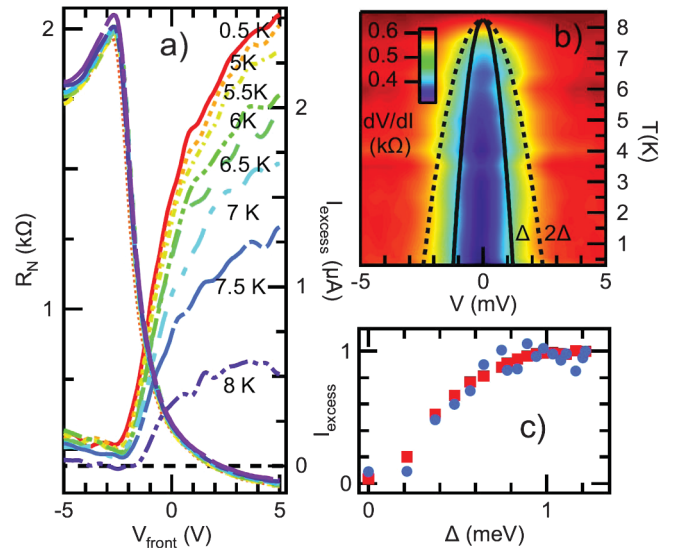 a)
0.5 K
5K
5.5K
6K
6.5 K
7 K
7.5 K
8 K
2
1
R_N (kΩ)
2
1
0
I_excess (μA)
-5
0
5
V_front (V)
b)
0.6
0.5
0.4
dV/dI
(kΩ)
Δ
2Δ
8
7
6
5
4
3
2
1
T(K)
-5
0
5
V (mV)
c)
1
0
I_excess
0
1
Δ (meV)